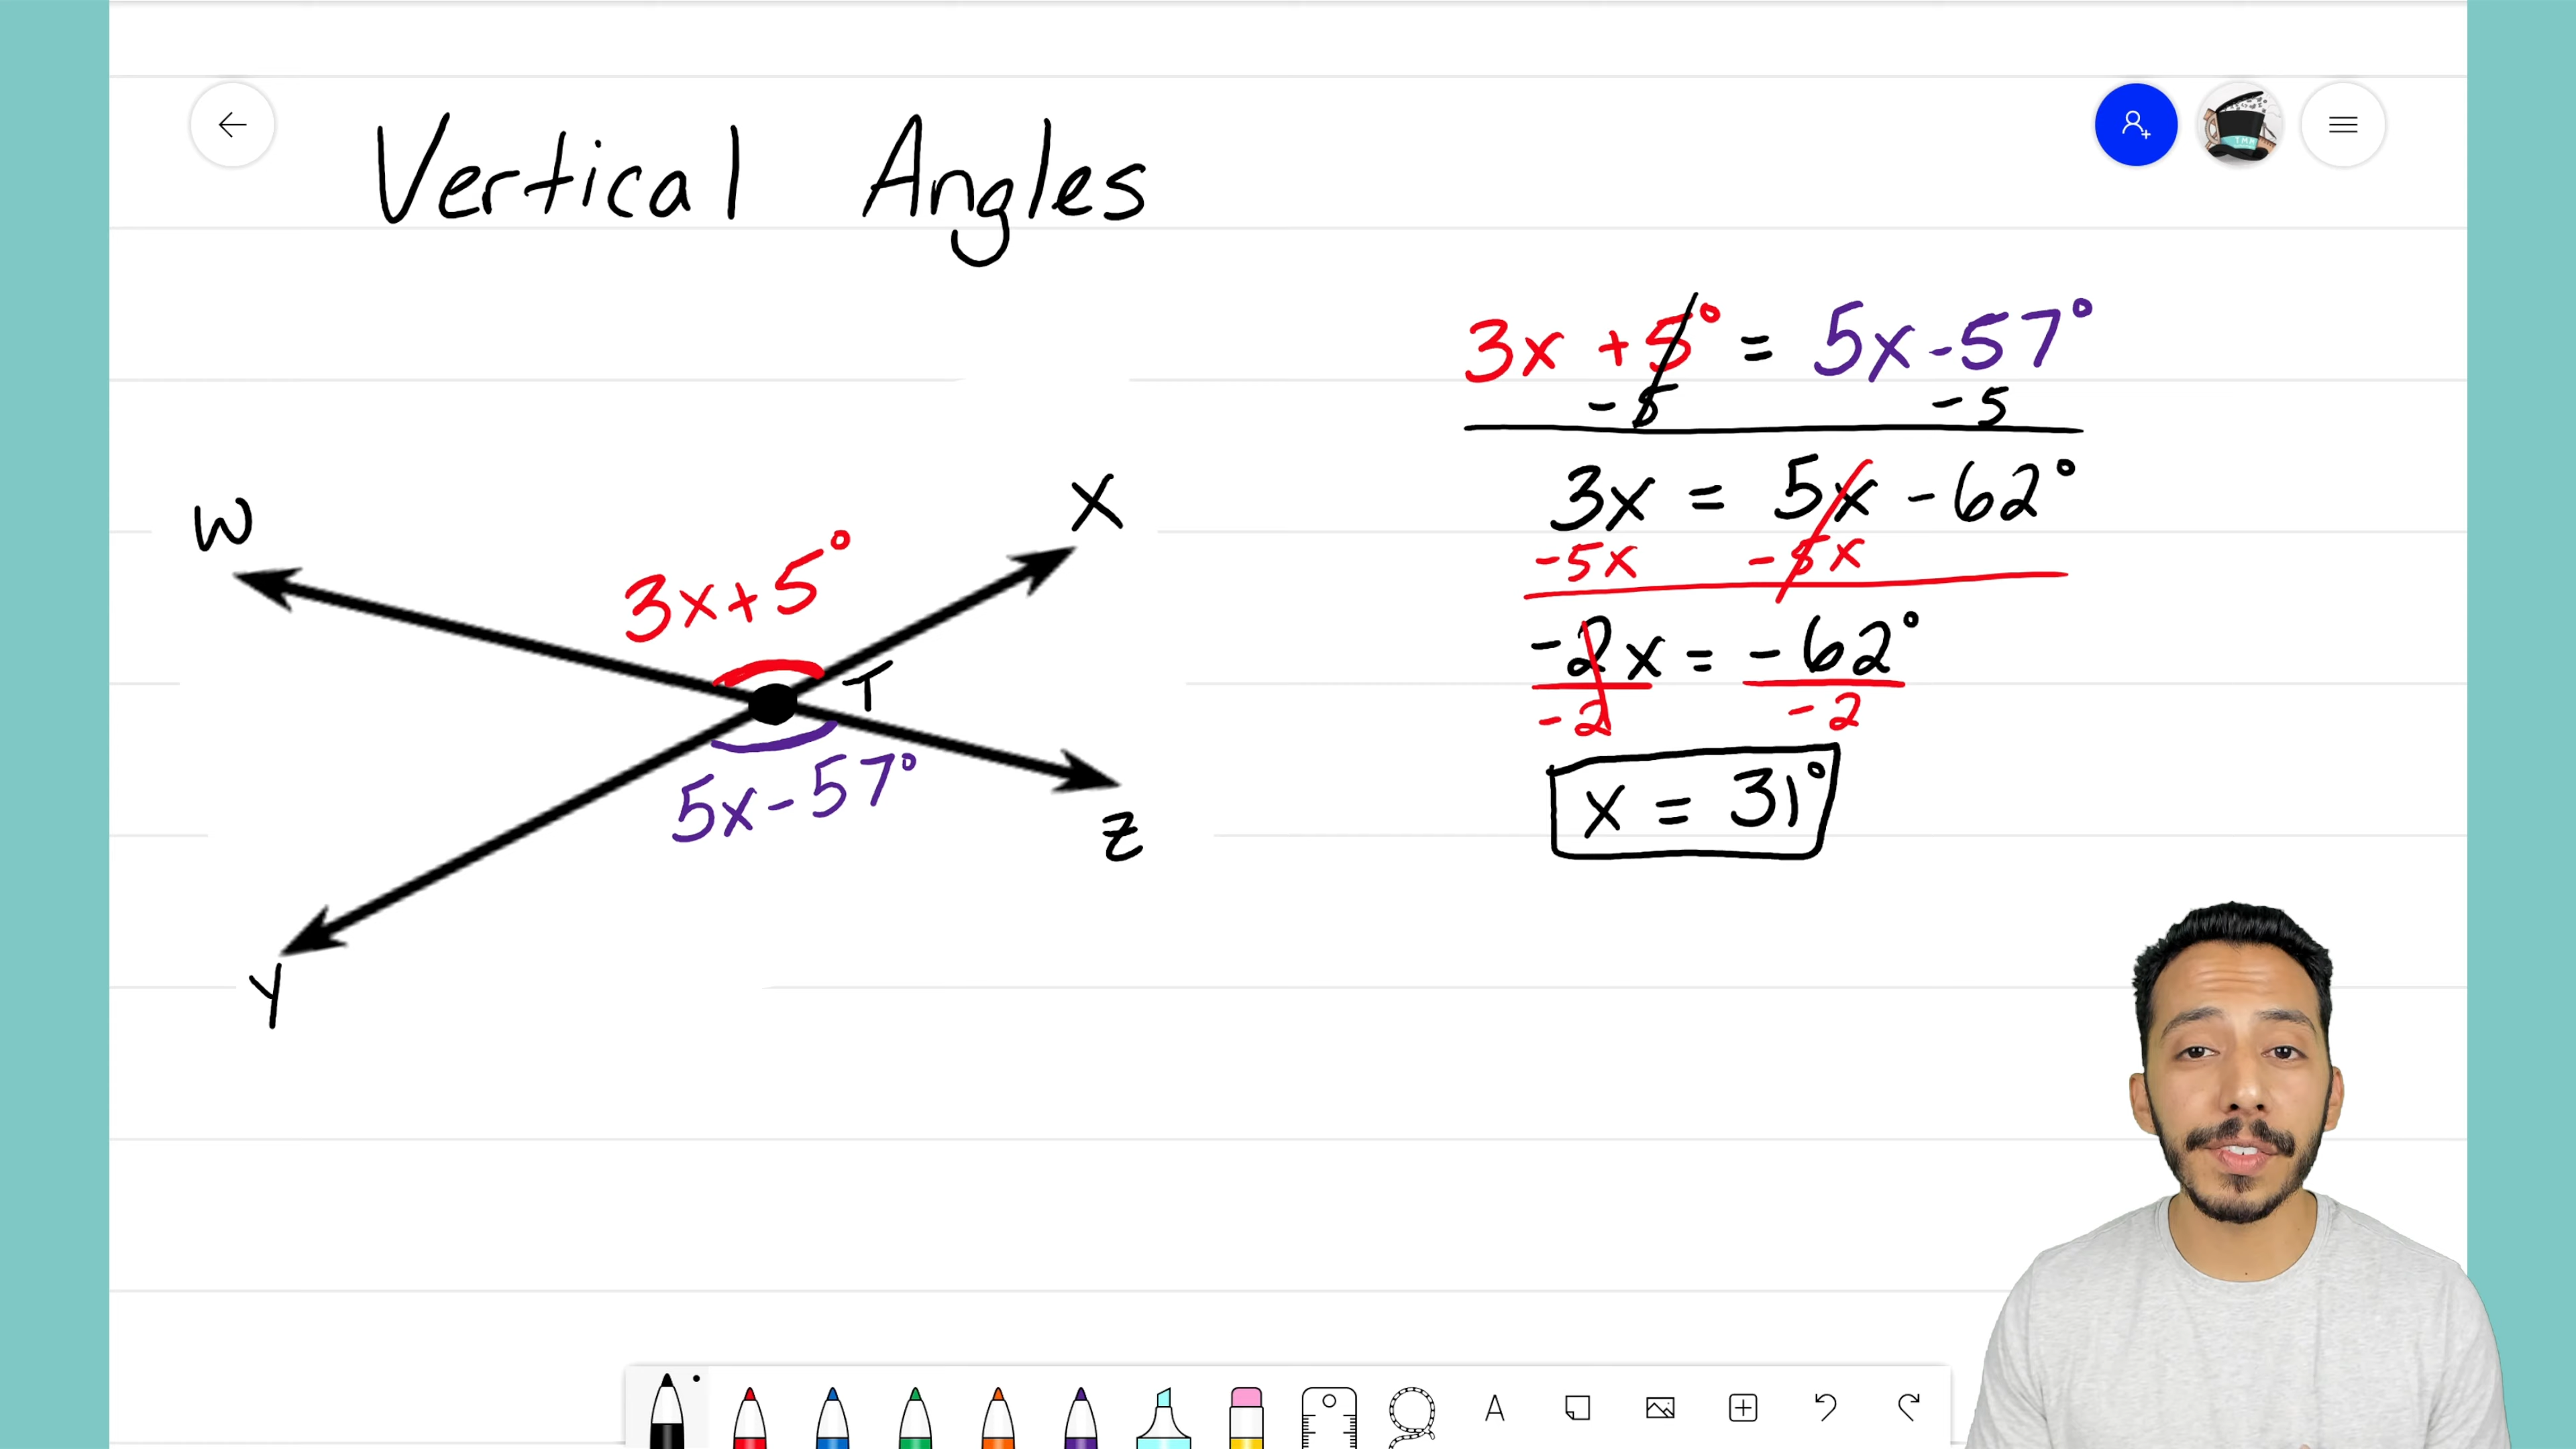 Vertical Angles
3x + 5° = 5x - 57°
- 5 - 5
3x = 5x - 62°
-5x -5x
-2x = -62°
-2 -2
x = 31°
W
X
3x+5°
T
5x-57°
Z
Y
TMH
A